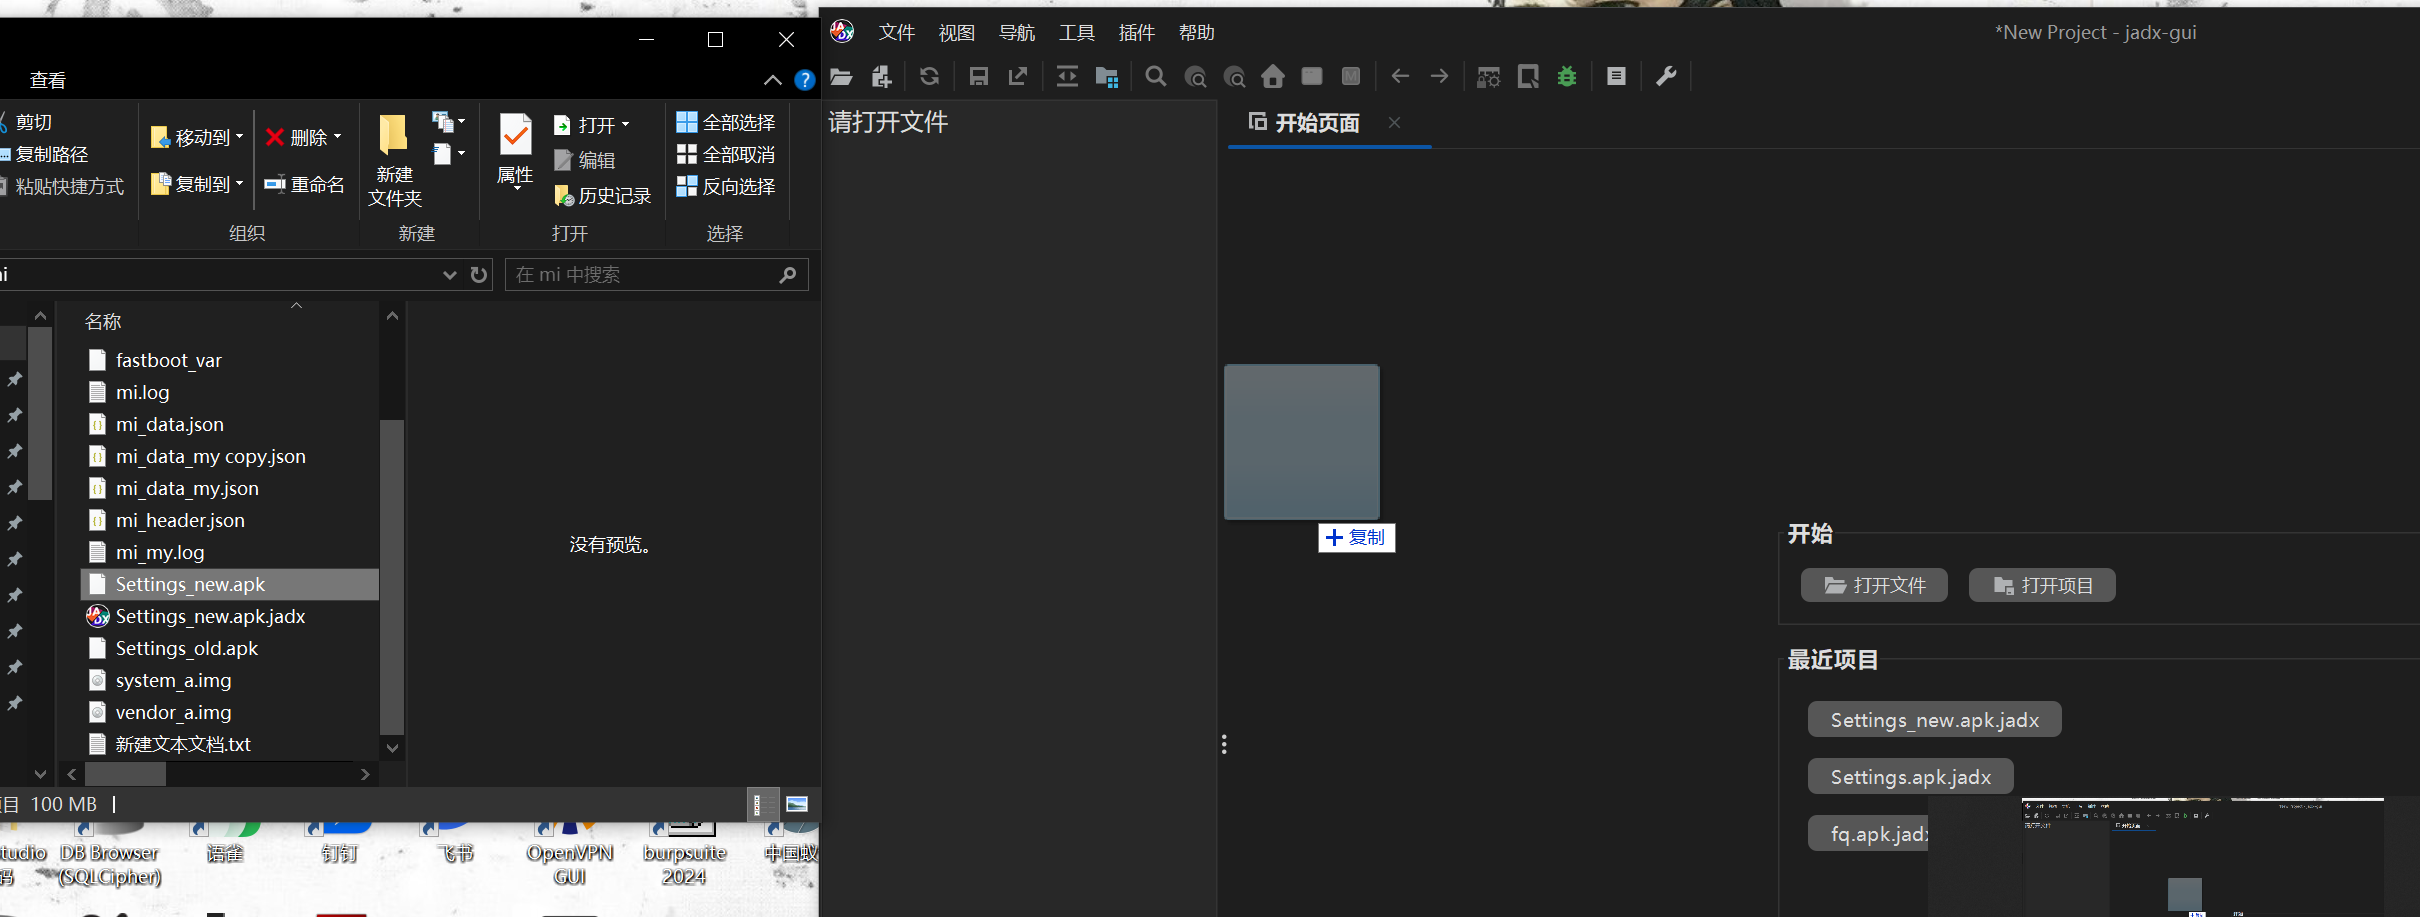 查看
剪切
复制路径
粘贴快捷方式
移动到
复制到
删除
重命名
组织
新建
文件夹
新建
属性
打开
编辑
历史记录
打开
全部选择
全部取消
反向选择
选择
在 mi 中搜索
名称
fastboot_var
mi.log
mi_data.json
mi_data_my copy.json
mi_data_my.json
mi_header.json
mi_my.log
Settings_new.apk
Settings_new.apk.jadx
Settings_old.apk
system_a.img
vendor_a.img
新建文本文档.txt
没有预览。
100 MB
DB Browser
(SQLCipher)
语雀
钉钉
飞书
OpenVPN
GUI
burpsuite
2024
中国蚁
文件 视图 导航 工具 插件 帮助
*New Project - jadx-gui
请打开文件
开始页面
复制
开始
打开文件
打开项目
最近项目
Settings_new.apk.jadx
Settings.apk.jadx
fq.apk.jadx